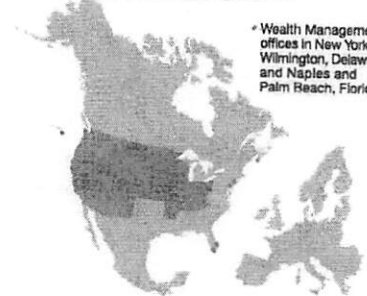 • Wealth Manageme
offices in New York
Wilmington, Delaw
and Naples and
Palm Beach, Florid